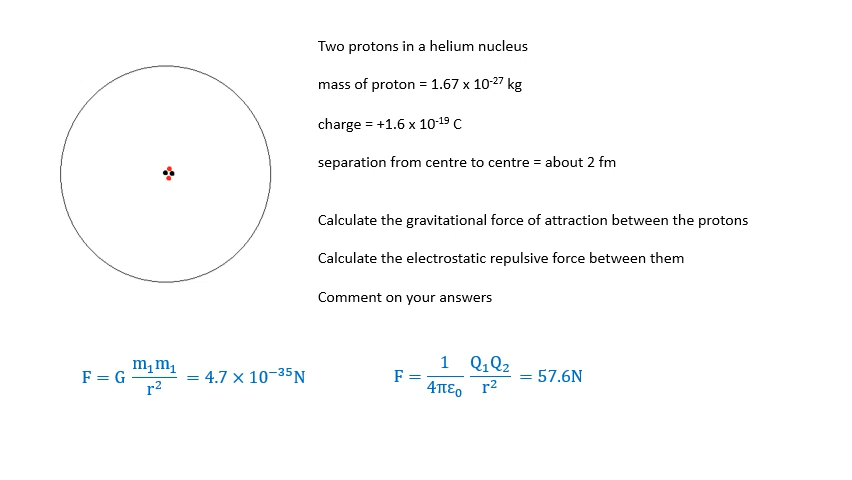 Two protons in a helium nucleus
mass of proton = 1.67 x 10⁻²⁷ kg
charge = +1.6 x 10⁻¹⁹ C
separation from centre to centre = about 2 fm
Calculate the gravitational force of attraction between the protons
Calculate the electrostatic repulsive force between them
Comment on your answers
F = G m₁m₁/r² = 4.7 × 10⁻³⁵N
F = 1/4πε₀ Q₁Q₂/r² = 57.6N